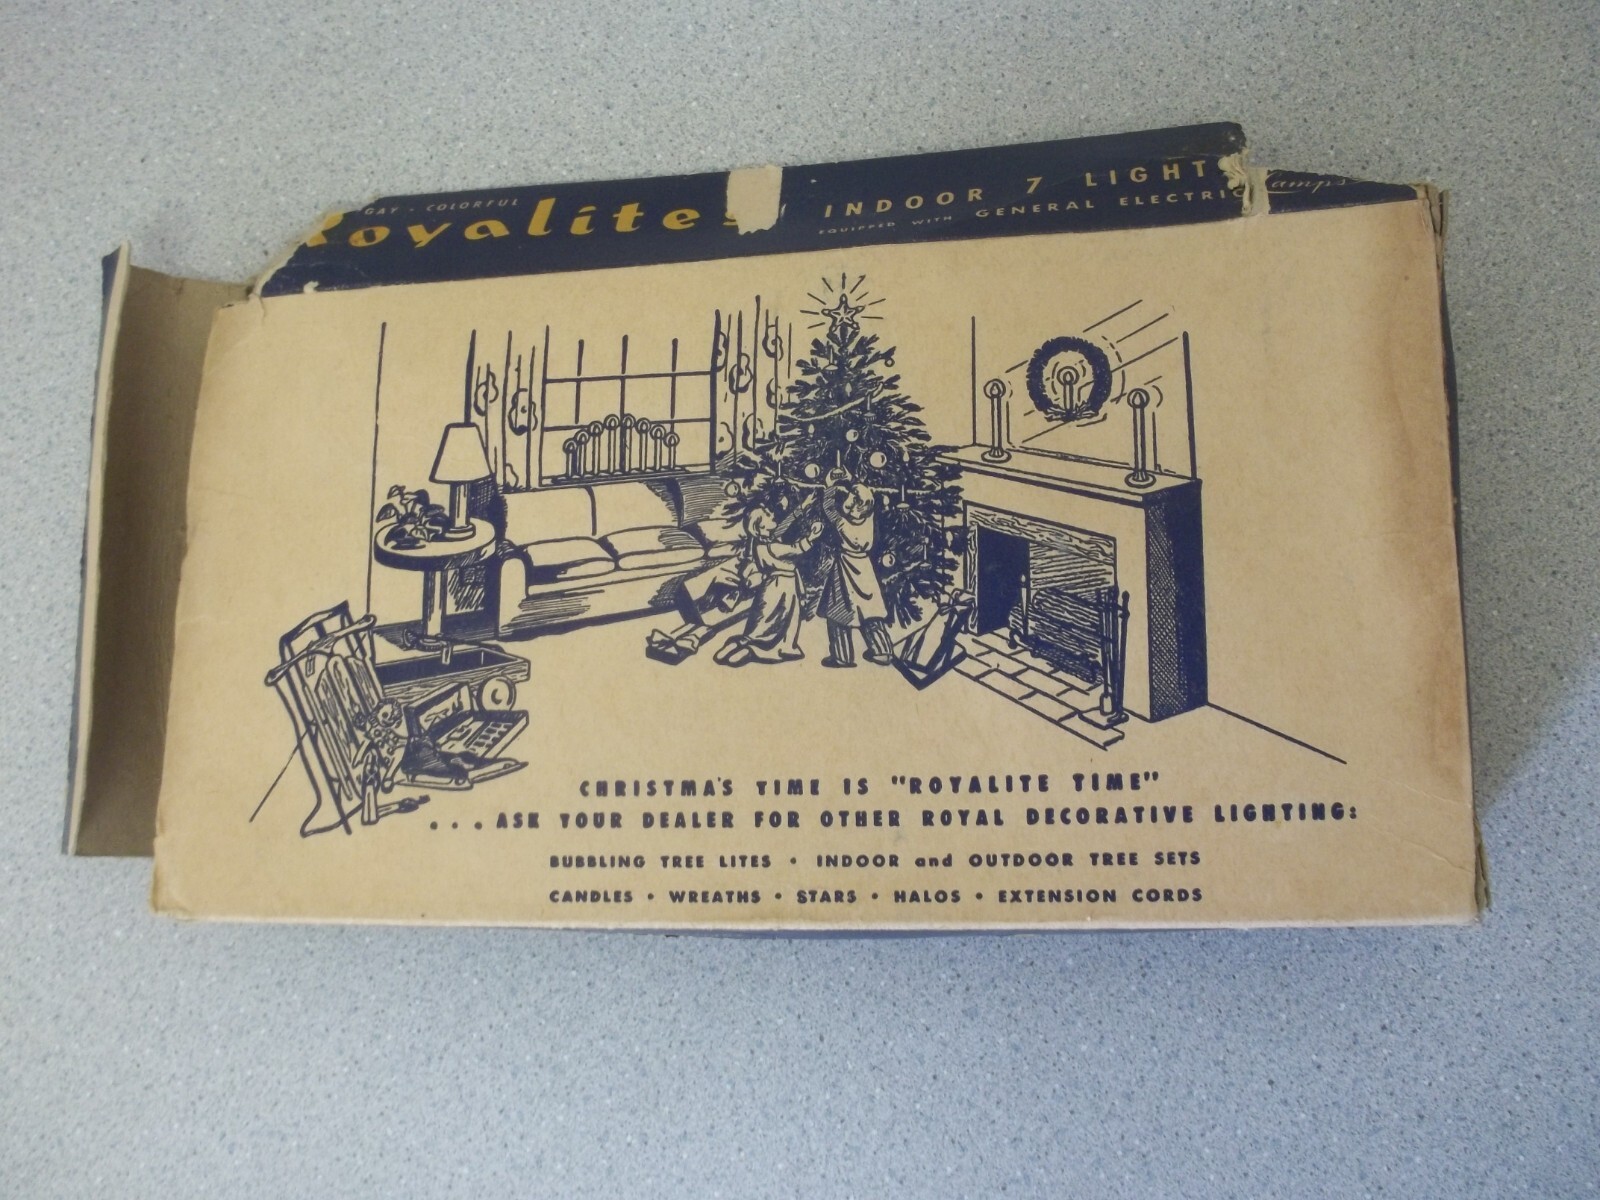 GAY - COLORFUL
Royalites
INDOOR 7 LIGHT
EQUIPPED WITH GENERAL ELECTRIC Lamps
CHRISTMA'S TIME IS "ROYALITE TIME"
...ASK YOUR DEALER FOR OTHER ROYAL DECORATIVE LIGHTING:
BUBBLING TREE LITES • INDOOR and OUTDOOR TREE SETS
CANDLES • WREATHS • STARS • HALOS • EXTENSION CORDS